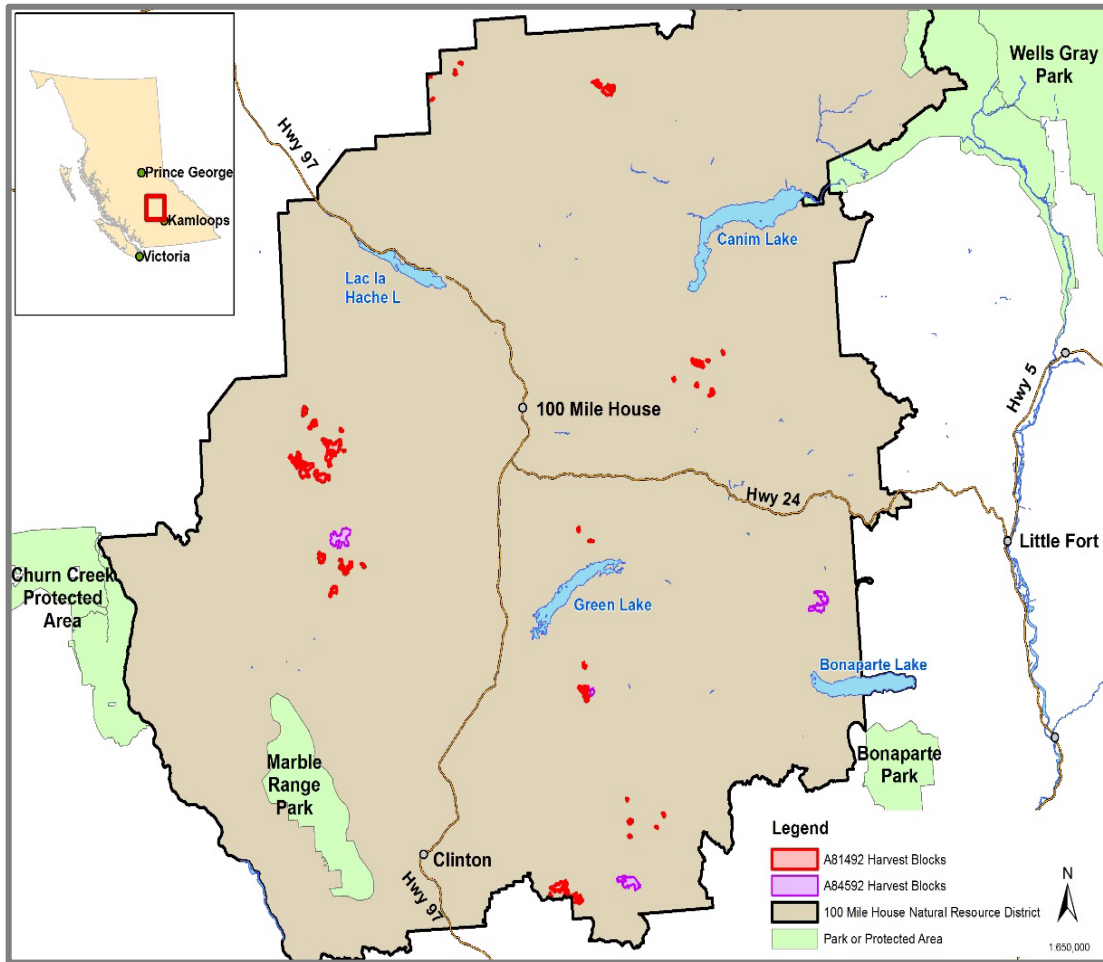 Prince George
Kamloops
Victoria
Hwy 97
Wells Gray
Park
Canim Lake
Lac la
Hache L
100 Mile House
Hwy 5
Hwy 24
Little Fort
Churn Creek
Protected
Area
Green Lake
Bonaparte Lake
Marble
Range
Park
Bonaparte
Park
Clinton
Hwy 97
Legend
A81492 Harvest Blocks
A84592 Harvest Blocks
100 Mile House Natural Resource District
Park or Protected Area
N
1:650,000